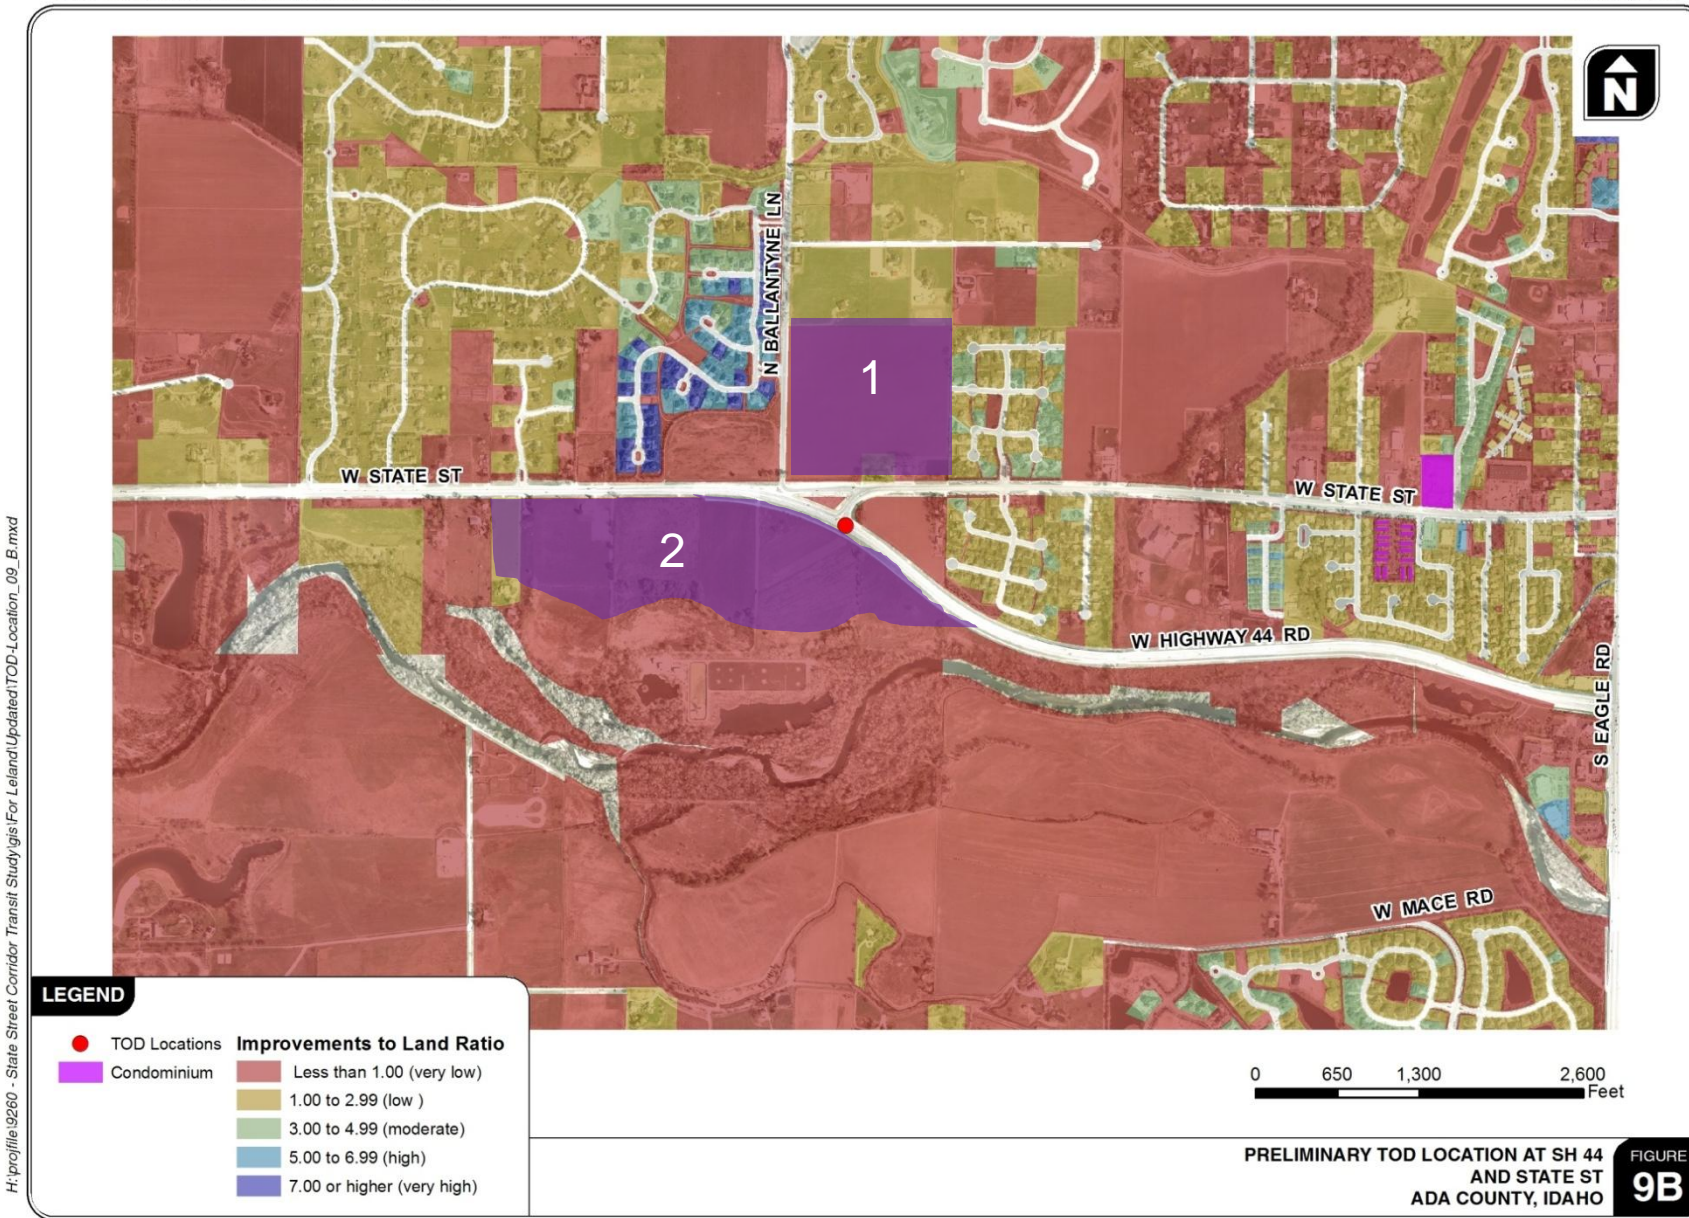 N
N BALLANTYNE LN
1
W STATE ST
W STATE ST
2
W HIGHWAY 44 RD
S EAGLE RD
W MACE RD
H:\projfile\9260 - State Street Corridor Transit Study\gis\For Leland\Updated\TOD-Location_09_B.mxd
LEGEND
TOD Locations
Condominium
Improvements to Land Ratio
Less than 1.00 (very low)
1.00 to 2.99 (low )
3.00 to 4.99 (moderate)
5.00 to 6.99 (high)
7.00 or higher (very high)
0 650 1,300 2,600
Feet
PRELIMINARY TOD LOCATION AT SH 44
AND STATE ST
ADA COUNTY, IDAHO
FIGURE
9B